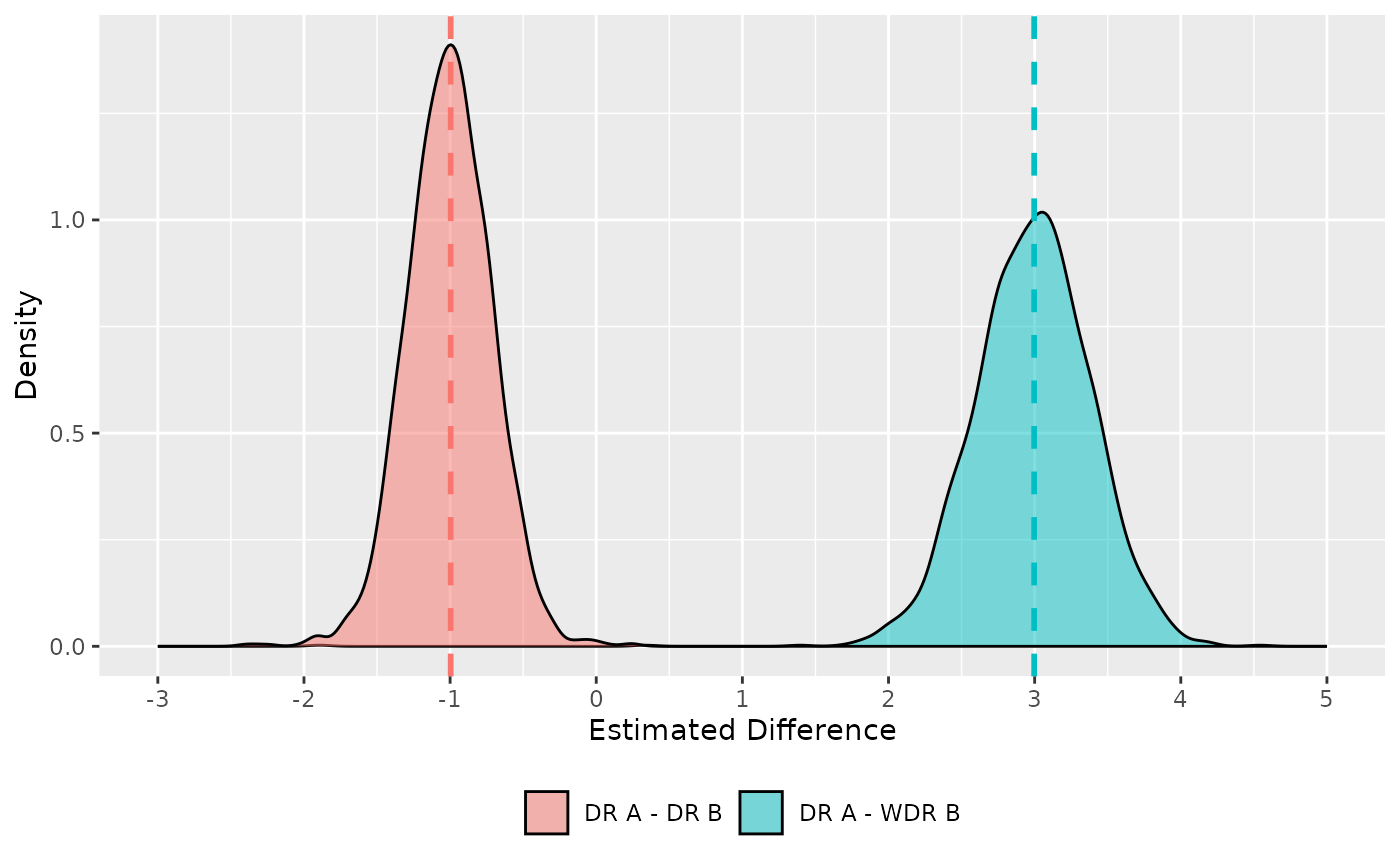 Density
1.0
0.5
0.0
-3 -2 -1 0 1 2 3 4 5
Estimated Difference
DR A - DR B DR A - WDR B